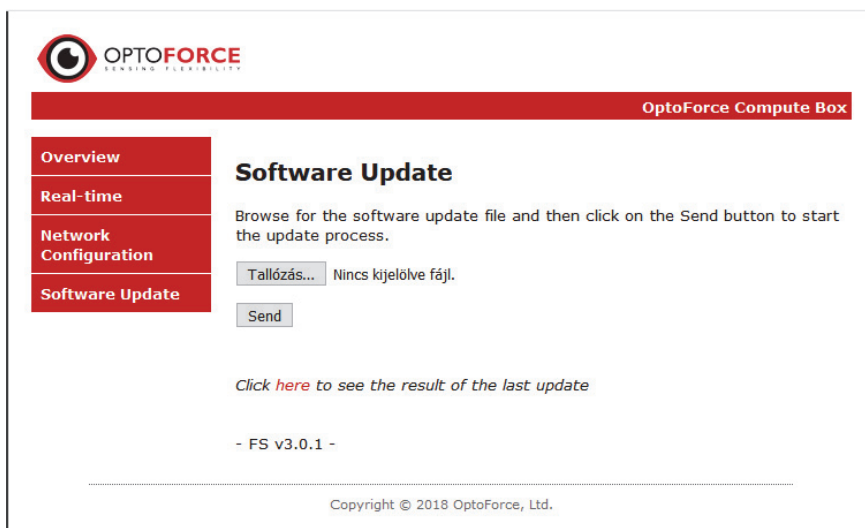 OPTOFORCE
SENSING FLEXIBILITY
OptoForce Compute Box
Overview
Real-time
Network
Configuration
Software Update
Software Update
Browse for the software update file and then click on the Send button to start
the update process.
Tallózás... Nincs kijelölve fájl.
Send
Click here to see the result of the last update
- FS v3.0.1 -
Copyright © 2018 OptoForce, Ltd.